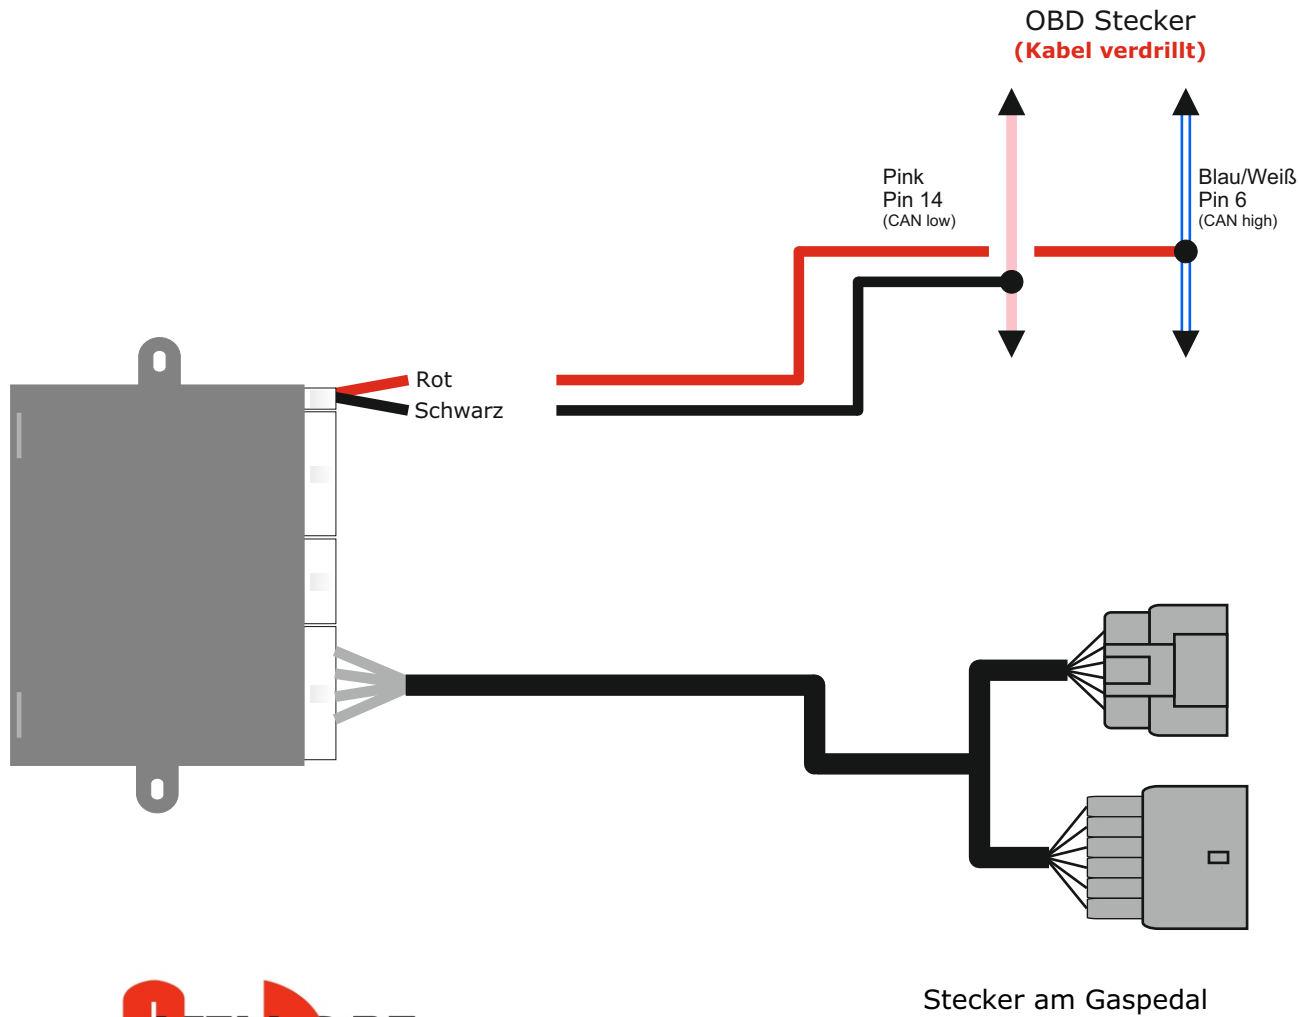 OBD Stecker
(Kabel verdrillt)
Pink
Pin 14
(CAN low)
Blau/Weiß
Pin 6
(CAN high)
Rot
Schwarz
Stecker am Gaspedal